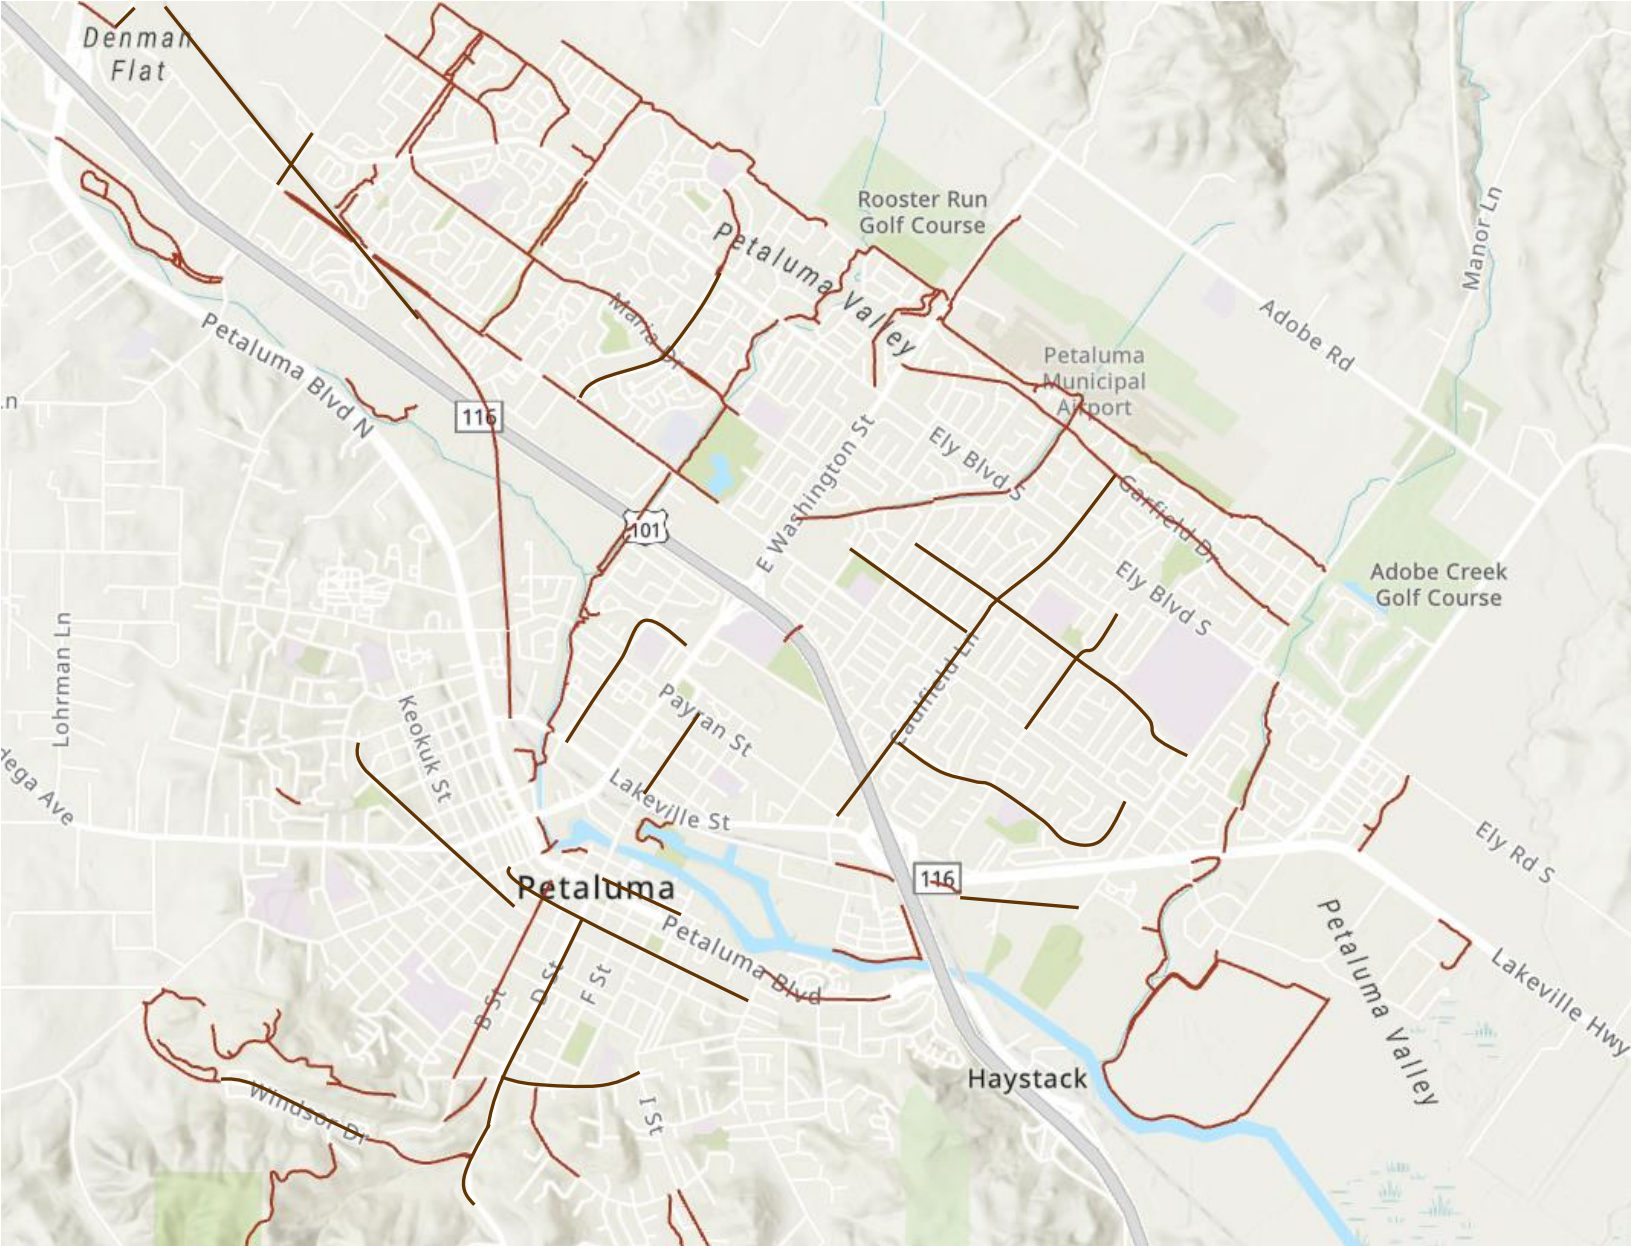 Denman
Flat
Rooster Run
Golf Course
Manor Ln
Petaluma Valley
Adobe Rd
Petaluma Blvd N
Maria Dr
Petaluma
Municipal
Airport
116
E Washington St
Ely Blvd S
Garfield Dr
101
Ely Blvd S
Adobe Creek
Golf Course
Lohrman Ln
Caulfield Ln
Keokuk St
Payran St
Lakeville St
Ely Rd S
116
Petaluma
Petaluma Blvd
Petaluma Valley
Lakeville Hwy
B St
D St
F St
Haystack
Windsor Dr
I St